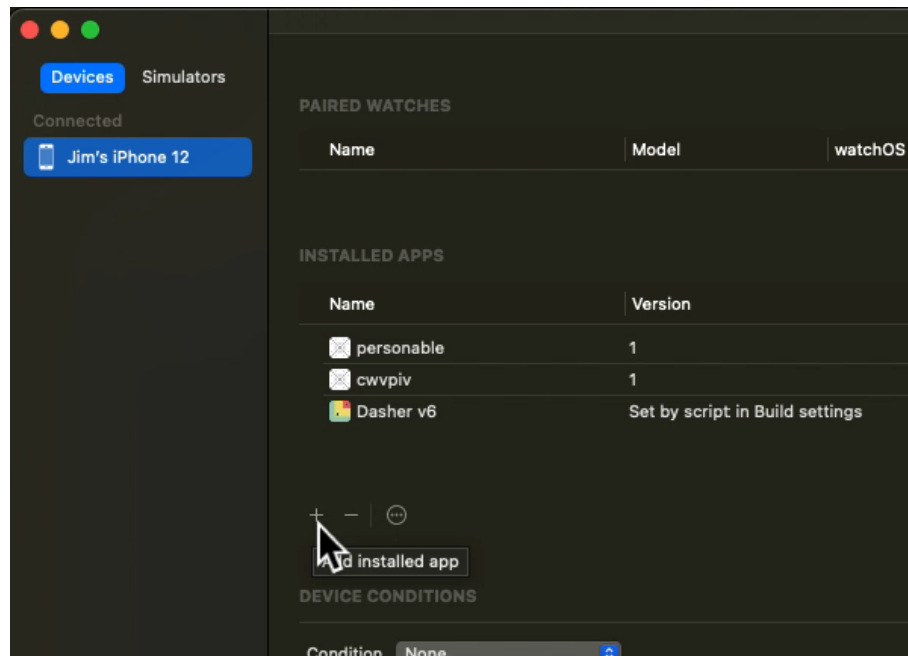 Devices Simulators
Connected
Jim's iPhone 12
PAIRED WATCHES
Name Model watchOS
INSTALLED APPS
Name Version
personable 1
cwvpiv 1
Dasher v6 Set by script in Build settings
Add installed app
DEVICE CONDITIONS
Condition None